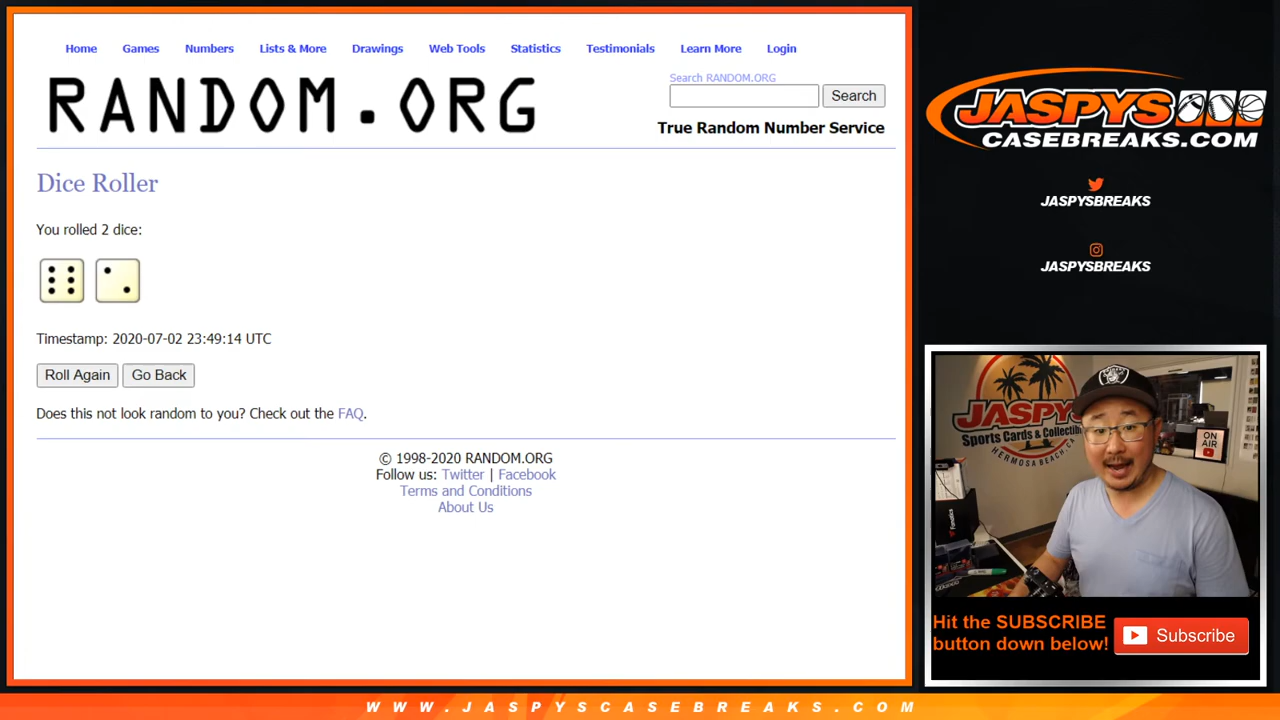 Home Games Numbers Lists & More Drawings Web Tools Statistics Testimonials Learn More Login
RANDOM.ORG
Search RANDOM.ORG
Search
True Random Number Service
Dice Roller
You rolled 2 dice:
Timestamp: 2020-07-02 23:49:14 UTC
Roll Again Go Back
Does this not look random to you? Check out the FAQ.
© 1998-2020 RANDOM.ORG
Follow us: Twitter | Facebook
Terms and Conditions
About Us
JASPYS
CASEBREAKS.COM
JASPYSBREAKS
JASPYSBREAKS
JASPYS
Sports Cards & Collectib
HERMOSA BEACH, CA
ON AIR
Hit the SUBSCRIBE
button down below!
Subscribe
WWW.JASPYSCASEBREAKS.COM